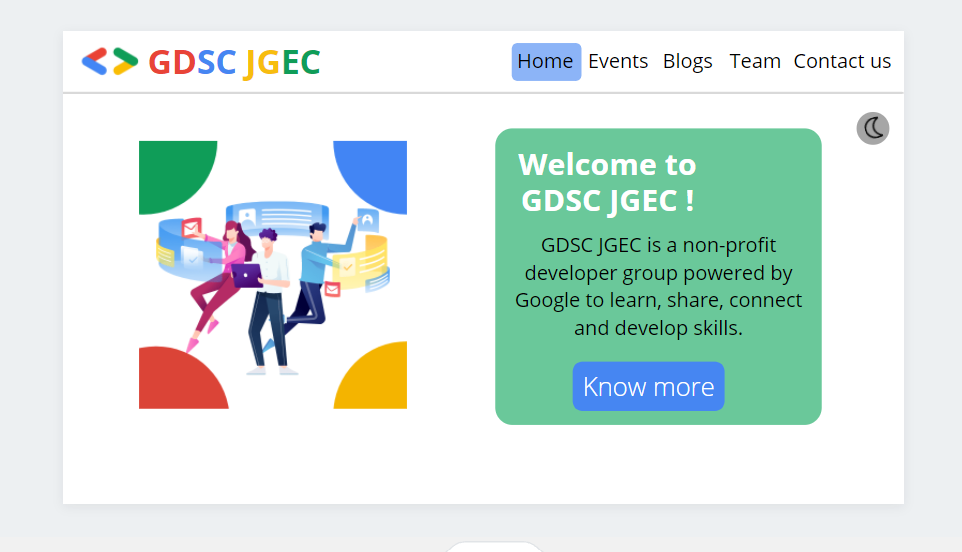 GDSC JGEC
Home Events Blogs Team Contact us
Welcome to
GDSC JGEC !
GDSC JGEC is a non-profit
developer group powered by
Google to learn, share, connect
and develop skills.
Know more